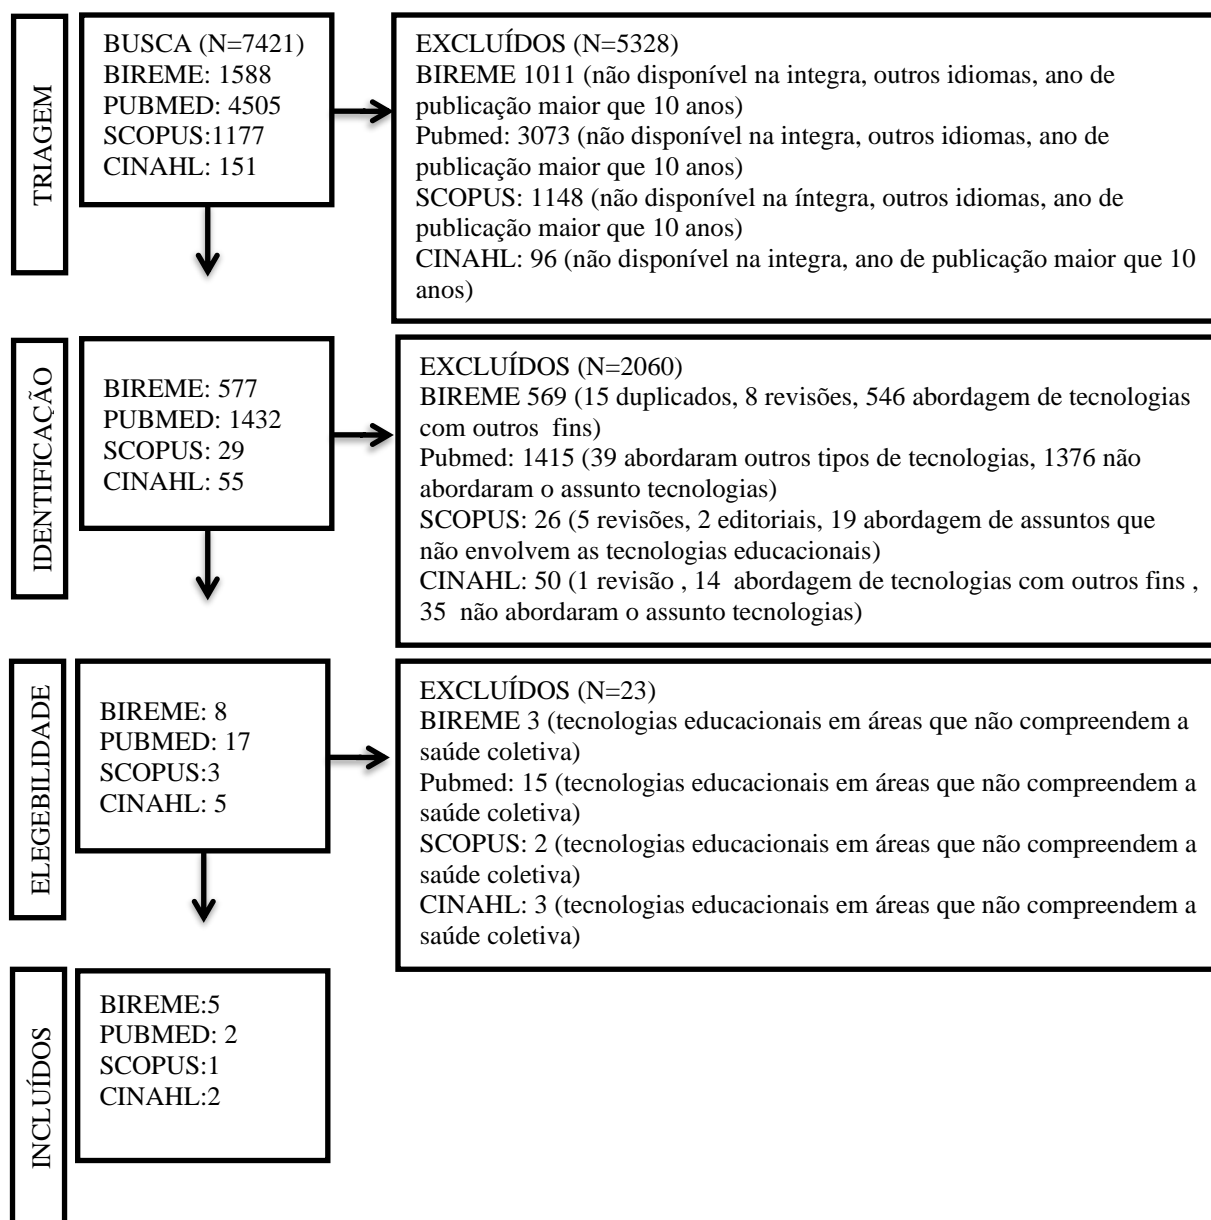 TRIAGEM
BUSCA (N=7421)
BIREME: 1588
PUBMED: 4505
SCOPUS:1177
CINAHL: 151
EXCLUÍDOS (N=5328)
BIREME 1011 (não disponível na integra, outros idiomas, ano de
publicação maior que 10 anos)
Pubmed: 3073 (não disponível na integra, outros idiomas, ano de
publicação maior que 10 anos)
SCOPUS: 1148 (não disponível na íntegra, outros idiomas, ano de
publicação maior que 10 anos)
CINAHL: 96 (não disponível na integra, ano de publicação maior que 10
anos)
IDENTIFICAÇÃO
BIREME: 577
PUBMED: 1432
SCOPUS: 29
CINAHL: 55
EXCLUÍDOS (N=2060)
BIREME 569 (15 duplicados, 8 revisões, 546 abordagem de tecnologias
com outros  fins)
Pubmed: 1415 (39 abordaram outros tipos de tecnologias, 1376 não
abordaram o assunto tecnologias)
SCOPUS: 26 (5 revisões, 2 editoriais, 19 abordagem de assuntos que
não envolvem as tecnologias educacionais)
CINAHL: 50 (1 revisão , 14  abordagem de tecnologias com outros fins ,
35  não abordaram o assunto tecnologias)
ELEGEBILIDADE
BIREME: 8
PUBMED: 17
SCOPUS:3
CINAHL: 5
EXCLUÍDOS (N=23)
BIREME 3 (tecnologias educacionais em áreas que não compreendem a
saúde coletiva)
Pubmed: 15 (tecnologias educacionais em áreas que não compreendem a
saúde coletiva)
SCOPUS: 2 (tecnologias educacionais em áreas que não compreendem a
saúde coletiva)
CINAHL: 3 (tecnologias educacionais em áreas que não compreendem a
saúde coletiva)
INCLUÍDOS
BIREME:5
PUBMED: 2
SCOPUS:1
CINAHL:2